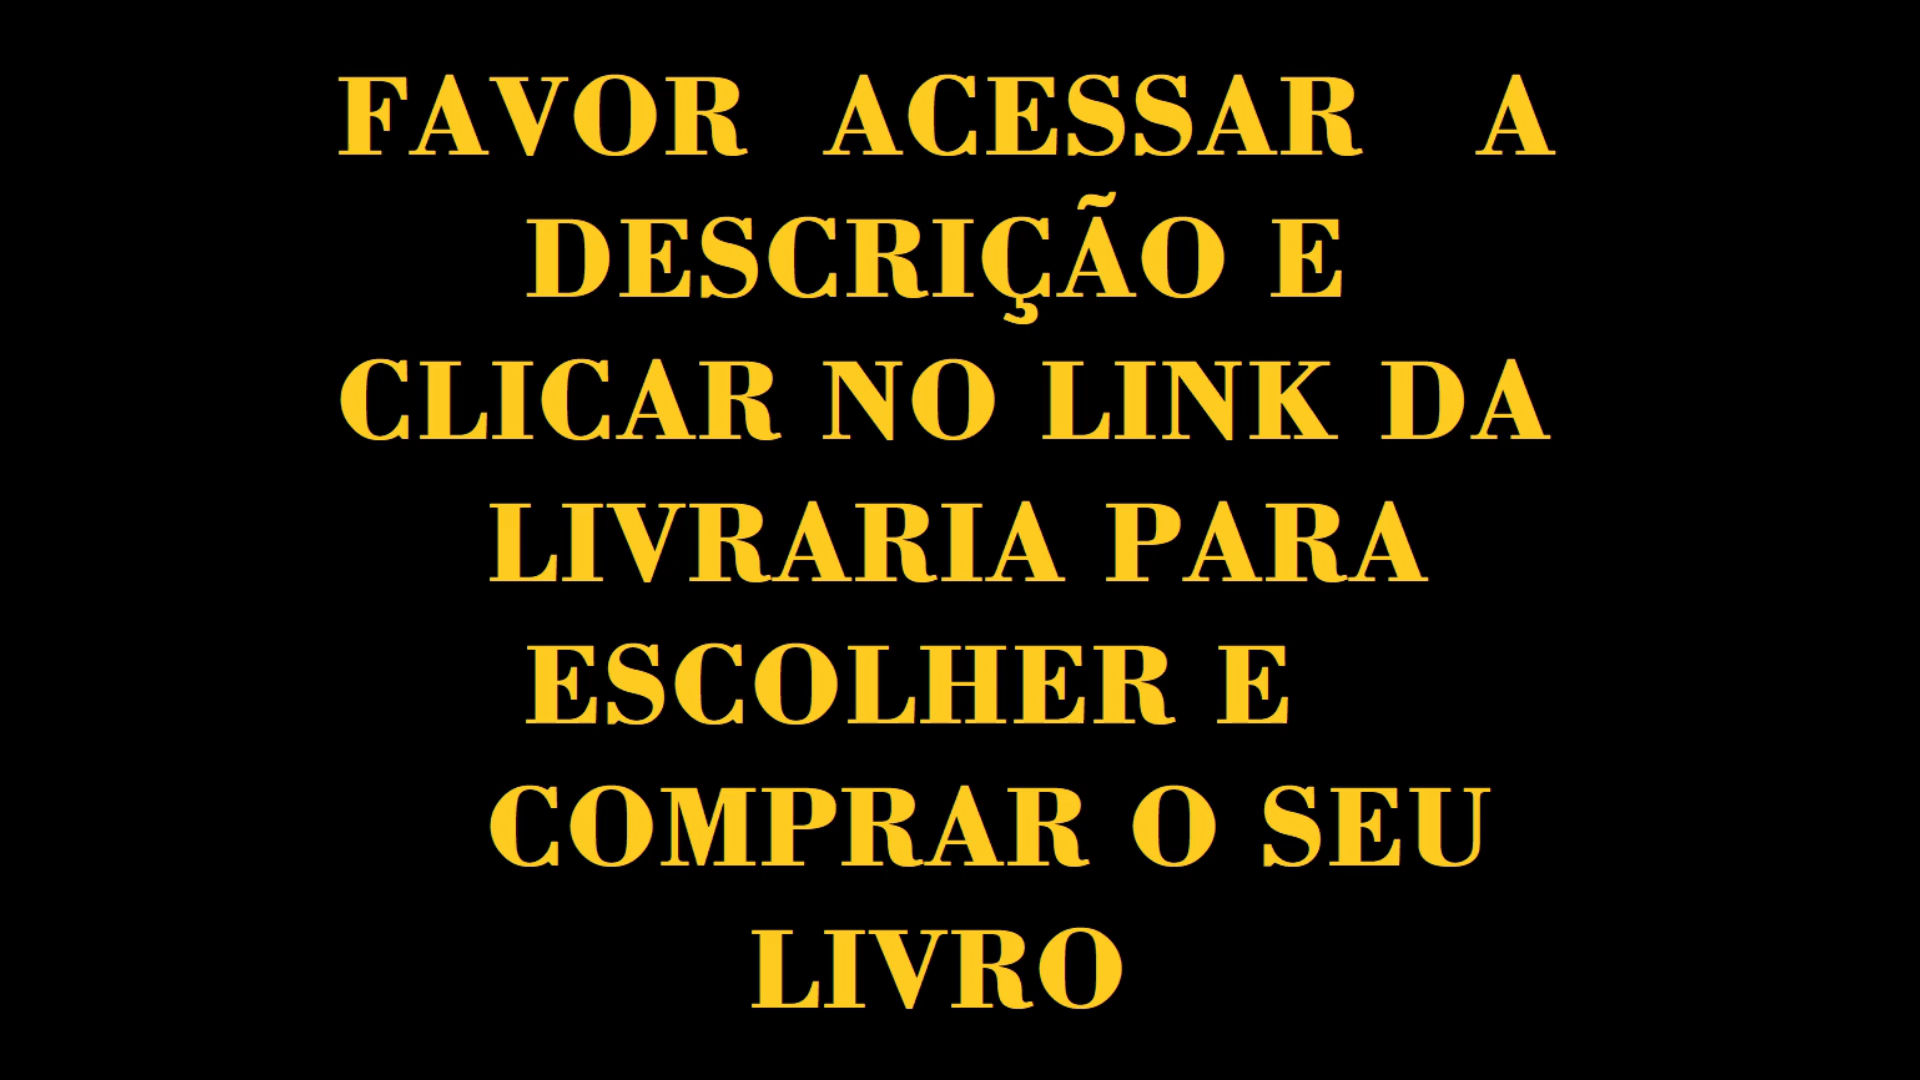 FAVOR ACESSAR A
DESCRIÇÃO E
CLICAR NO LINK DA
LIVRARIA PARA
ESCOLHER E
COMPRAR O SEU
LIVRO